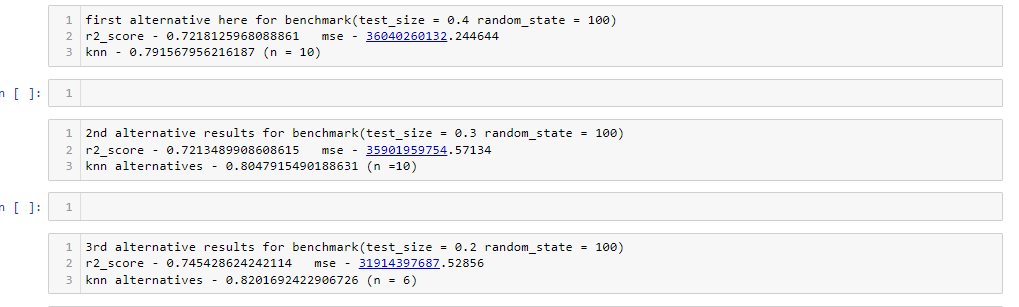 1 first alternative here for benchmark(test_size = 0.4 random_state = 100)
2 r2_score - 0.7218125968088861   mse - 36040260132.244644
3 knn - 0.791567956216187 (n = 10)
n [ ]: 1
1 2nd alternative results for benchmark(test_size = 0.3 random_state = 100)
2 r2_score - 0.7213489908608615   mse - 35901959754.57134
3 knn alternatives - 0.8047915490188631 (n =10)
n [ ]: 1
1 3rd alternative results for benchmark(test_size = 0.2 random_state = 100)
2 r2_score - 0.745428624242114   mse - 31914397687.52856
3 knn alternatives - 0.8201692422906726 (n = 6)